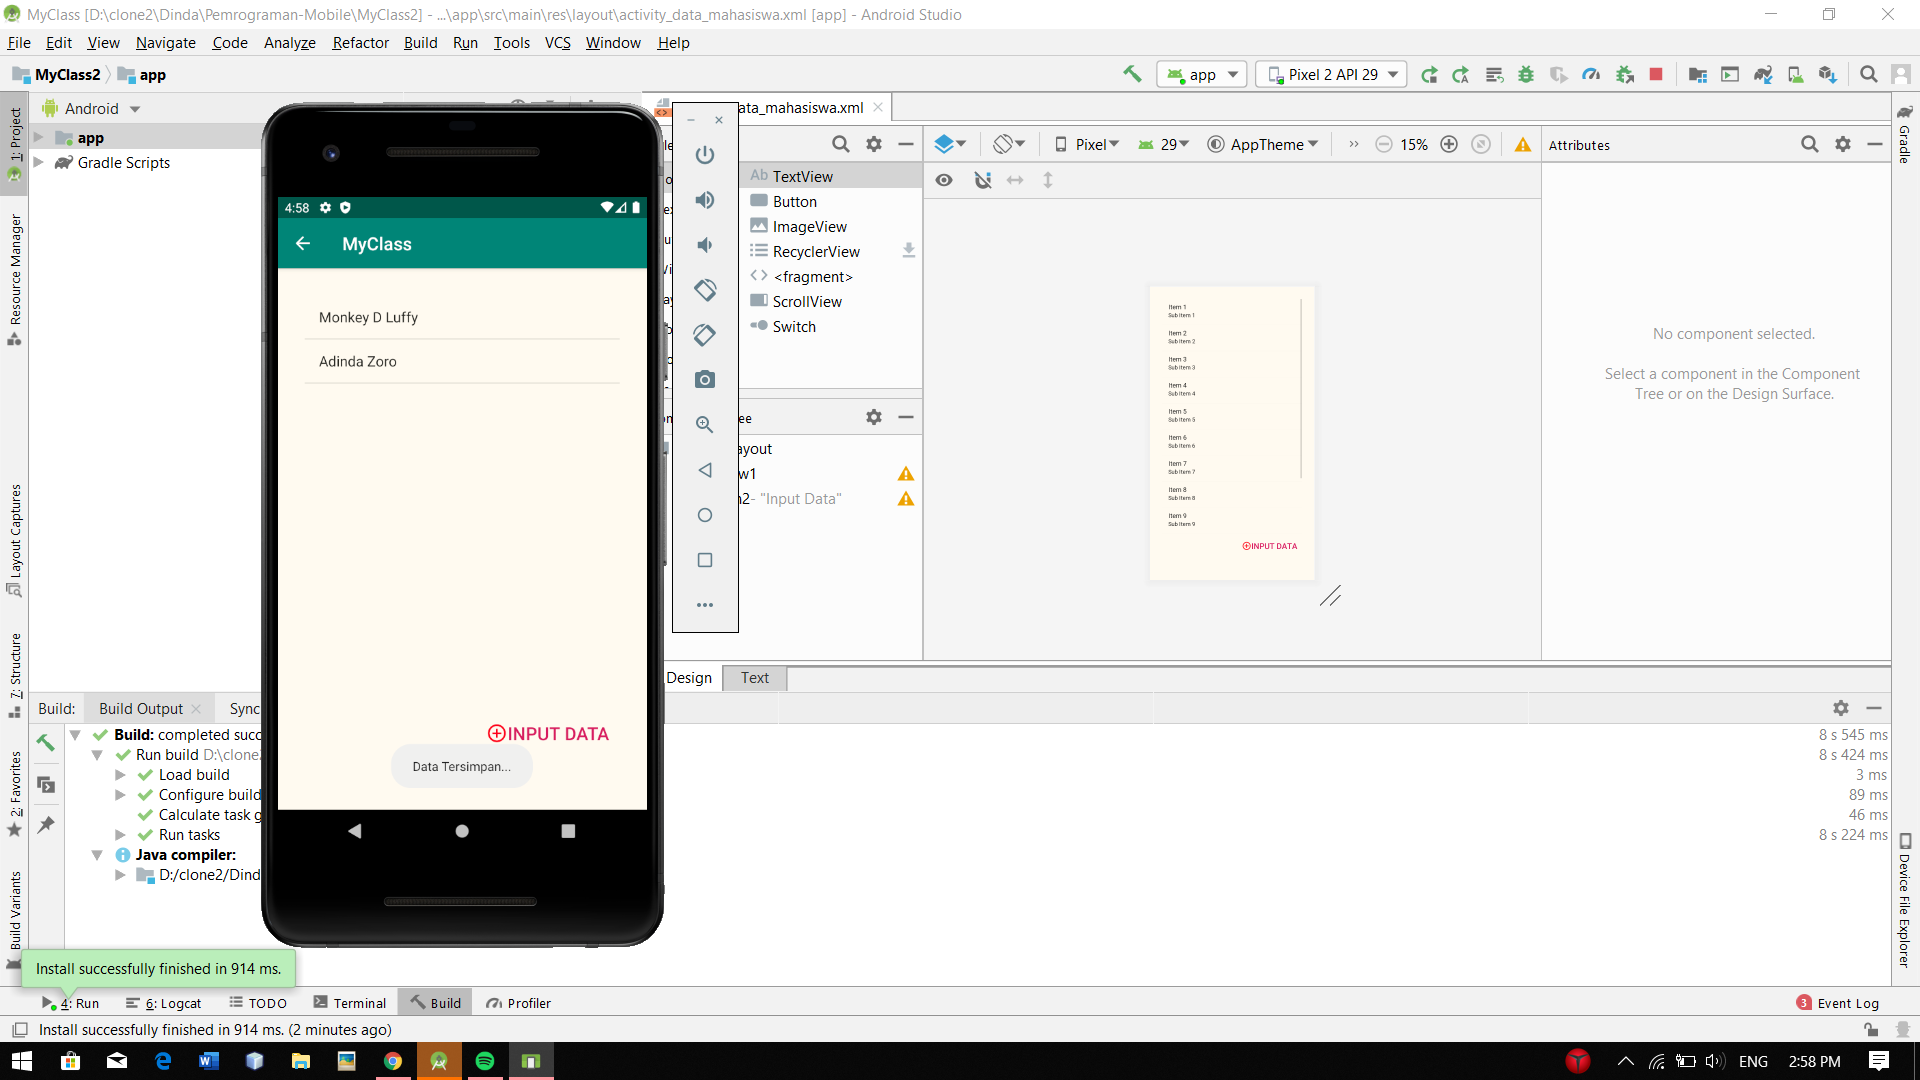 MyClass [D:\clone2\Dinda\Pemrograman-Mobile\MyClass2] - ...\app\src\main\res\layout\activity_data_mahasiswa.xml [app] - Android Studio
File Edit View Navigate Code Analyze Refactor Build Run Tools VCS Window Help
MyClass2 app
app Pixel 2 API 29
1: Project
Resource Manager
Layout Captures
7: Structure
2: Favorites
Build Variants
Android
app
Gradle Scripts
4:58
MyClass
Monkey D Luffy
Adinda Zoro
INPUT DATA
Data Tersimpan...
ata_mahasiswa.xml
Ab TextView
Button
ImageView
RecyclerView
<> <fragment>
ScrollView
Switch
ee
ayout
w1
2- "Input Data"
Pixel 29 AppTheme 15%
Item 1
Sub Item 1
Item 2
Sub Item 2
Item 3
Sub Item 3
Item 4
Sub Item 4
Item 5
Sub Item 5
Item 6
Sub Item 6
Item 7
Sub Item 7
Item 8
Sub Item 8
Item 9
Sub Item 9
INPUT DATA
Attributes
No component selected.
Select a component in the Component
Tree or on the Design Surface.
Gradle
Device File Explorer
Design Text
Build: Build Output Sync
Build: completed succ 8 s 545 ms
Run build D:\clone 8 s 424 ms
Load build 3 ms
Configure build 89 ms
Calculate task g 46 ms
Run tasks 8 s 224 ms
Java compiler:
D:/clone2/Dind
Install successfully finished in 914 ms.
4: Run 6: Logcat TODO Terminal Build Profiler 3 Event Log
Install successfully finished in 914 ms. (2 minutes ago)
ENG 2:58 PM